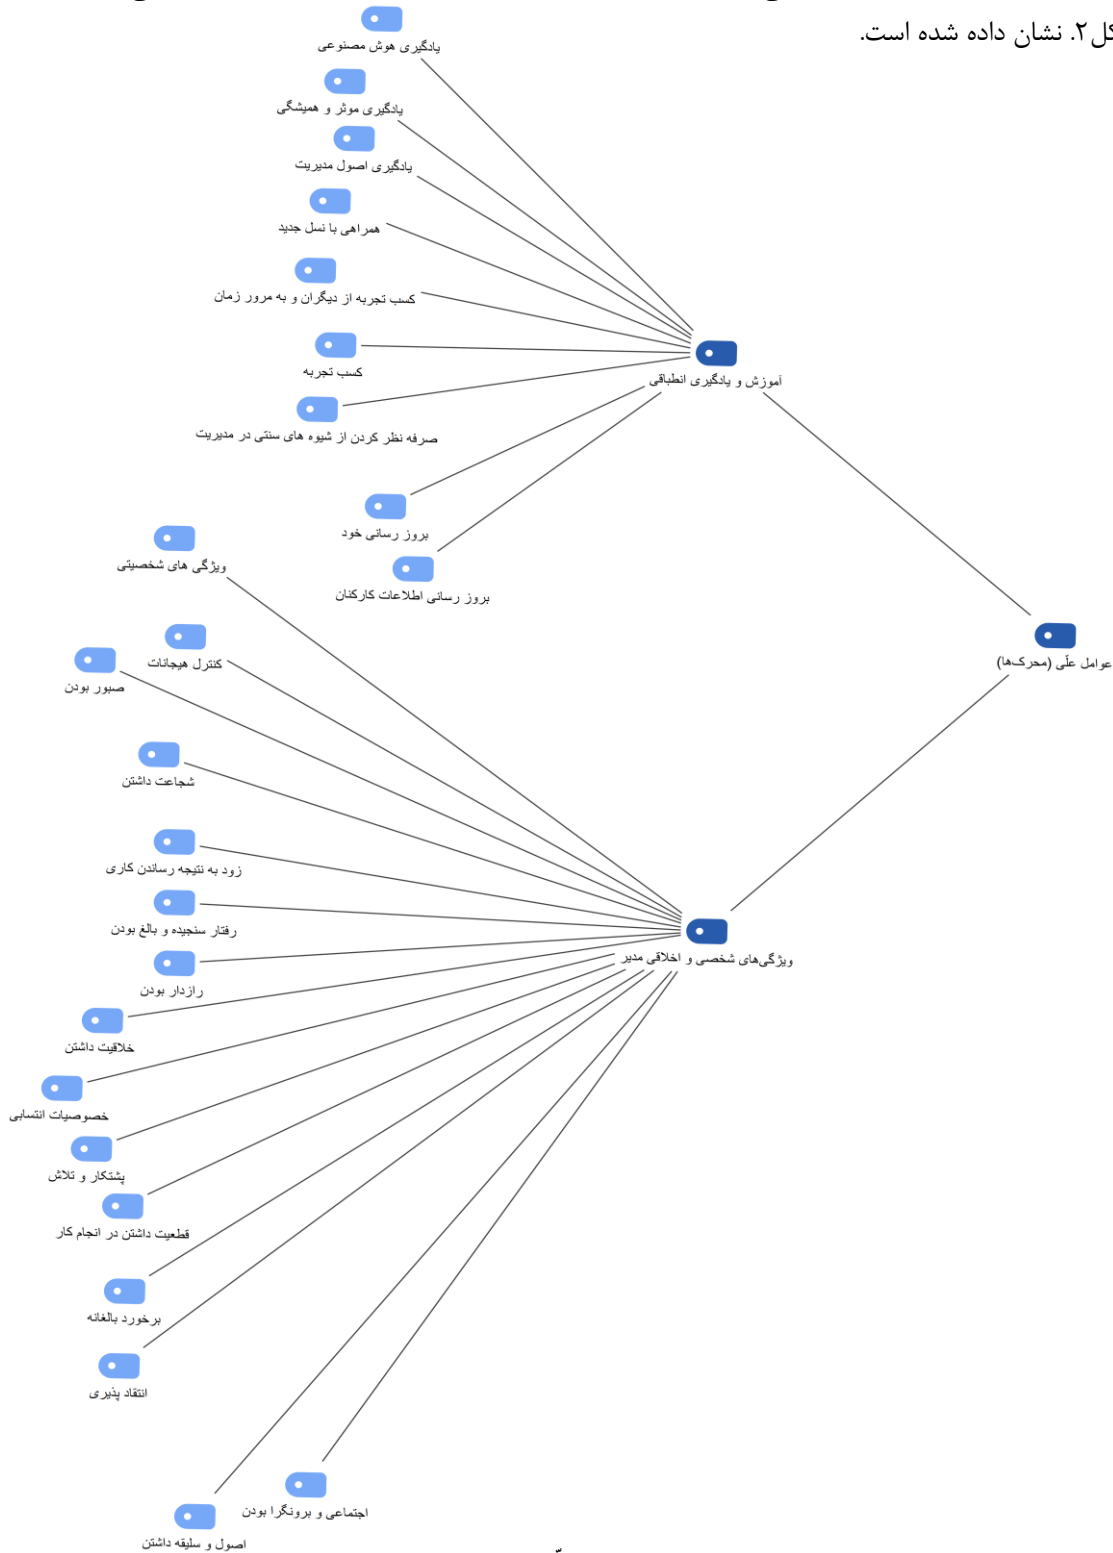 کل۲. نشان داده شده است.
یادگیری هوش مصنوعی
یادگیری موثر و همیشگی
یادگیری اصول مدیریت
همراهی با نسل جدید
کسب تجربه از دیگران و به مرور زمان
کسب تجربه
صرفه نظر کردن از شیوه های سنتی در مدیریت
بروز رسانی خود
بروز رسانی اطلاعات کارکنان
آموزش و یادگیری انطباقی
عوامل علّی (محرک‌ها)
ویژگی های شخصیتی
کنترل هیجانات
صبور بودن
شجاعت داشتن
زود به نتیجه رساندن کاری
رفتار سنجیده و بالغ بودن
رازدار بودن
ویژگی‌های شخصی و اخلاقی مدیر
خلاقیت داشتن
خصوصیات انتسابی
پشتکار و تلاش
قطعیت داشتن در انجام کار
برخورد بالغانه
انتقاد پذیری
اجتماعی و برونگرا بودن
اصول و سلیقه داشتن